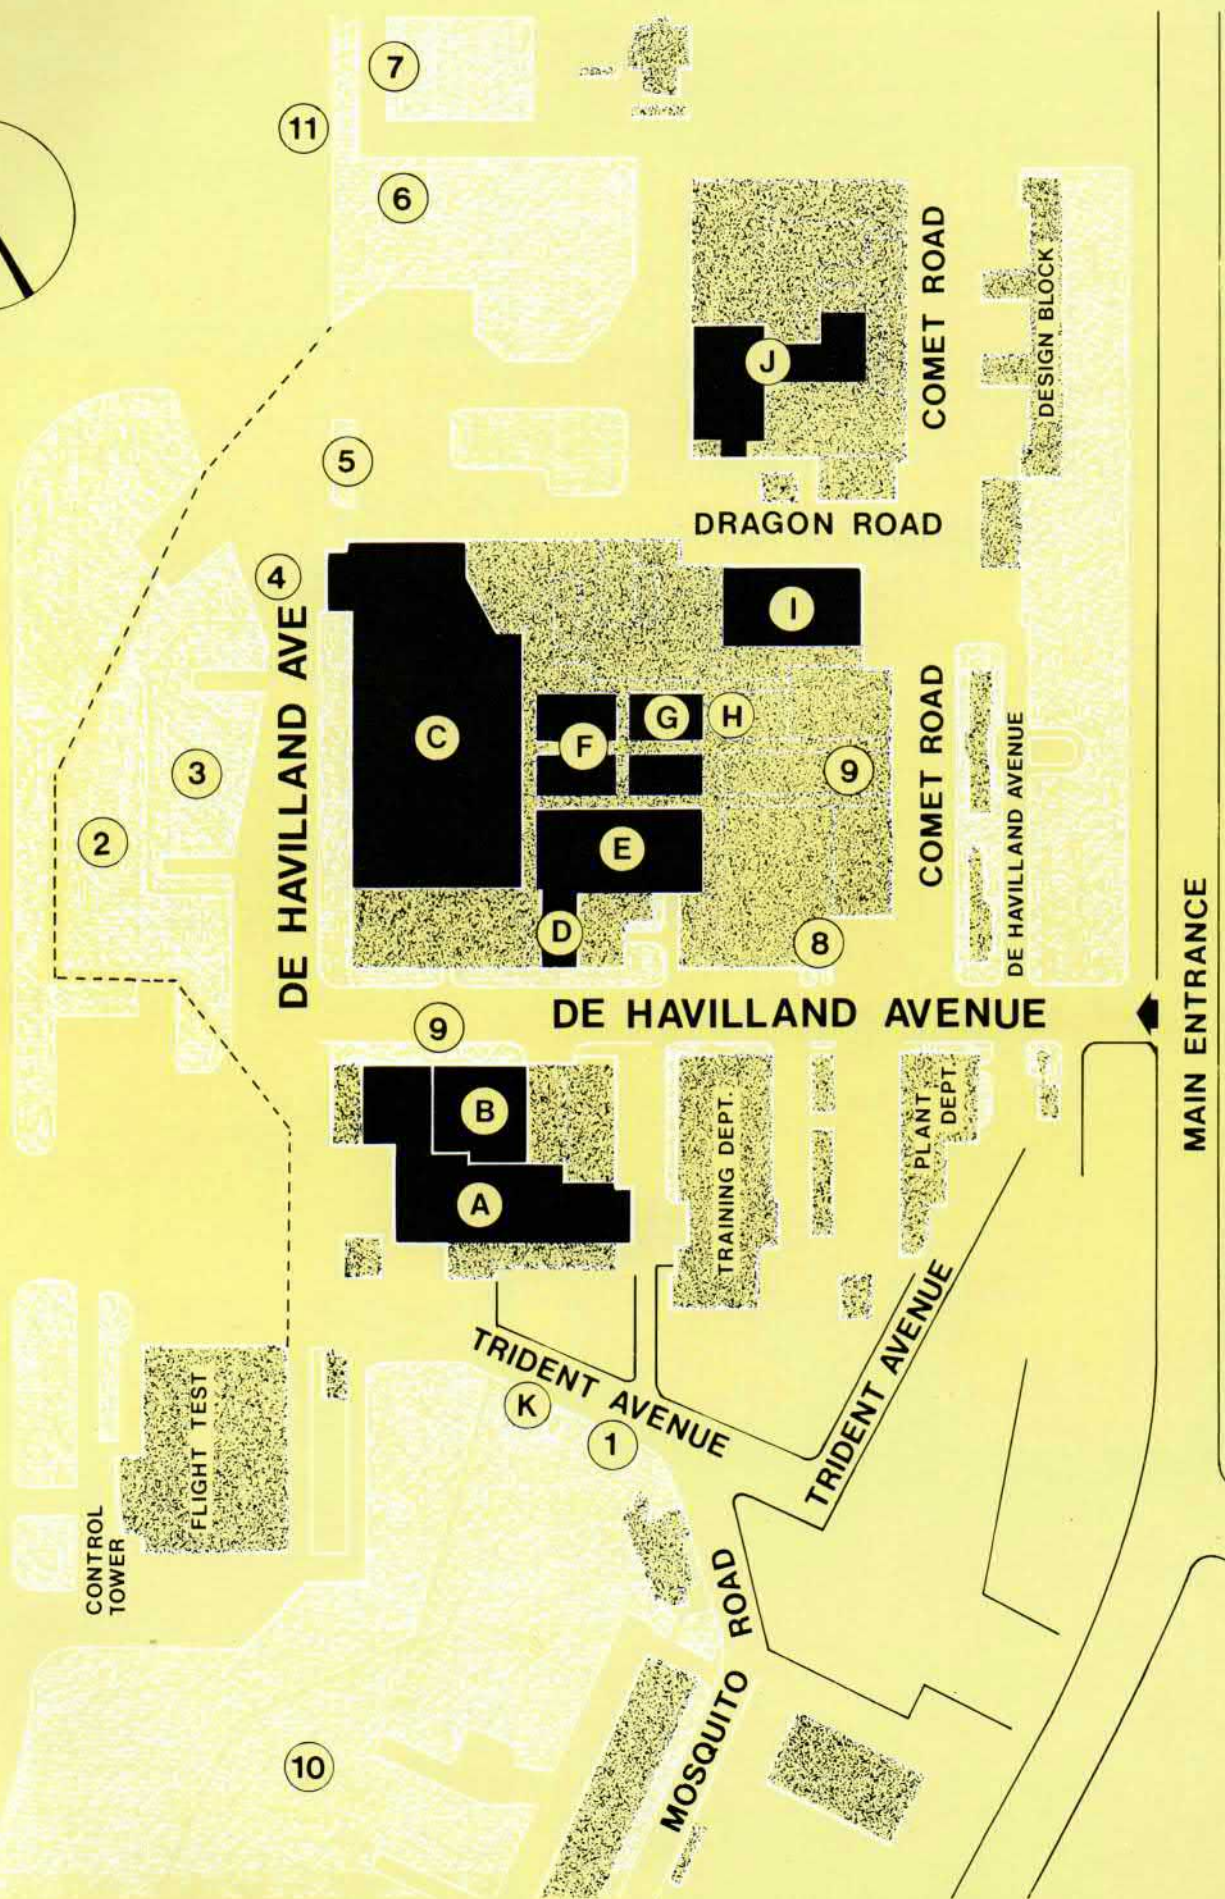 7
11
6
COMET ROAD
DESIGN BLOCK
J
5
DRAGON ROAD
4
I
DE HAVILLAND AVE
C
G
H
F
9
3
2
E
COMET ROAD
DE HAVILLAND AVENUE
D
8
DE HAVILLAND AVENUE
9
MAIN ENTRANCE
B
PLANT
DEPT.
TRAINING DEPT.
A
TRIDENT AVENUE
K
1
TRIDENT AVENUE
FLIGHT TEST
CONTROL
TOWER
MOSQUITO ROAD
10